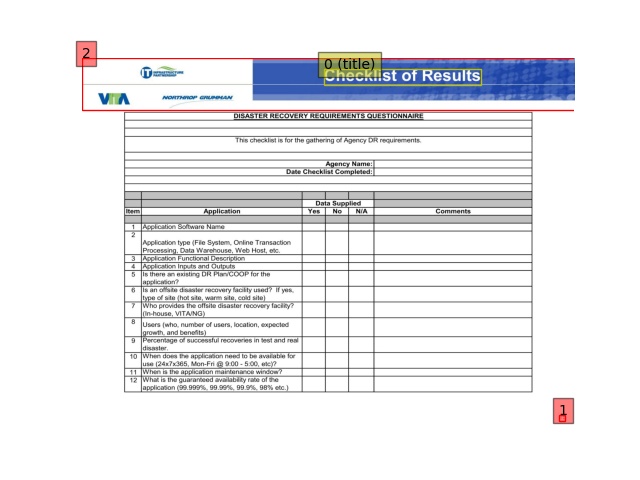 2
0 (title)
IT INFRASTRUCTURE PARTNERSHIP
Checklist of Results
VITA NORTHROP GRUMMAN
DISASTER RECOVERY REQUIREMENTS QUESTIONNAIRE
This checklist is for the gathering of Agency DR requirements.
Agency Name:
Date Checklist Completed:
Data Supplied
Item Application Yes No N/A Comments
1 Application Software Name
2
Application type (File System, Online Transaction
Processing, Data Warehouse, Web Host, etc.
3 Application Functional Description
4 Application Inputs and Outputs
5 Is there an existing DR Plan/COOP for the
application?
6 Is an offsite disaster recovery facility used? If yes,
type of site (hot site, warm site, cold site)
7 Who provides the offsite disaster recovery facility?
(In-house, VITA/NG)
8
Users (who, number of users, location, expected
growth, and benefits)
9 Percentage of successful recoveries in test and real
disaster.
10 When does the application need to be available for
use (24x7x365, Mon-Fri @ 9:00 - 5:00, etc)?
11 When is the application maintenance window?
12 What is the guaranteed availability rate of the
application (99.999%, 99.99%, 99.9%, 98% etc.)
1